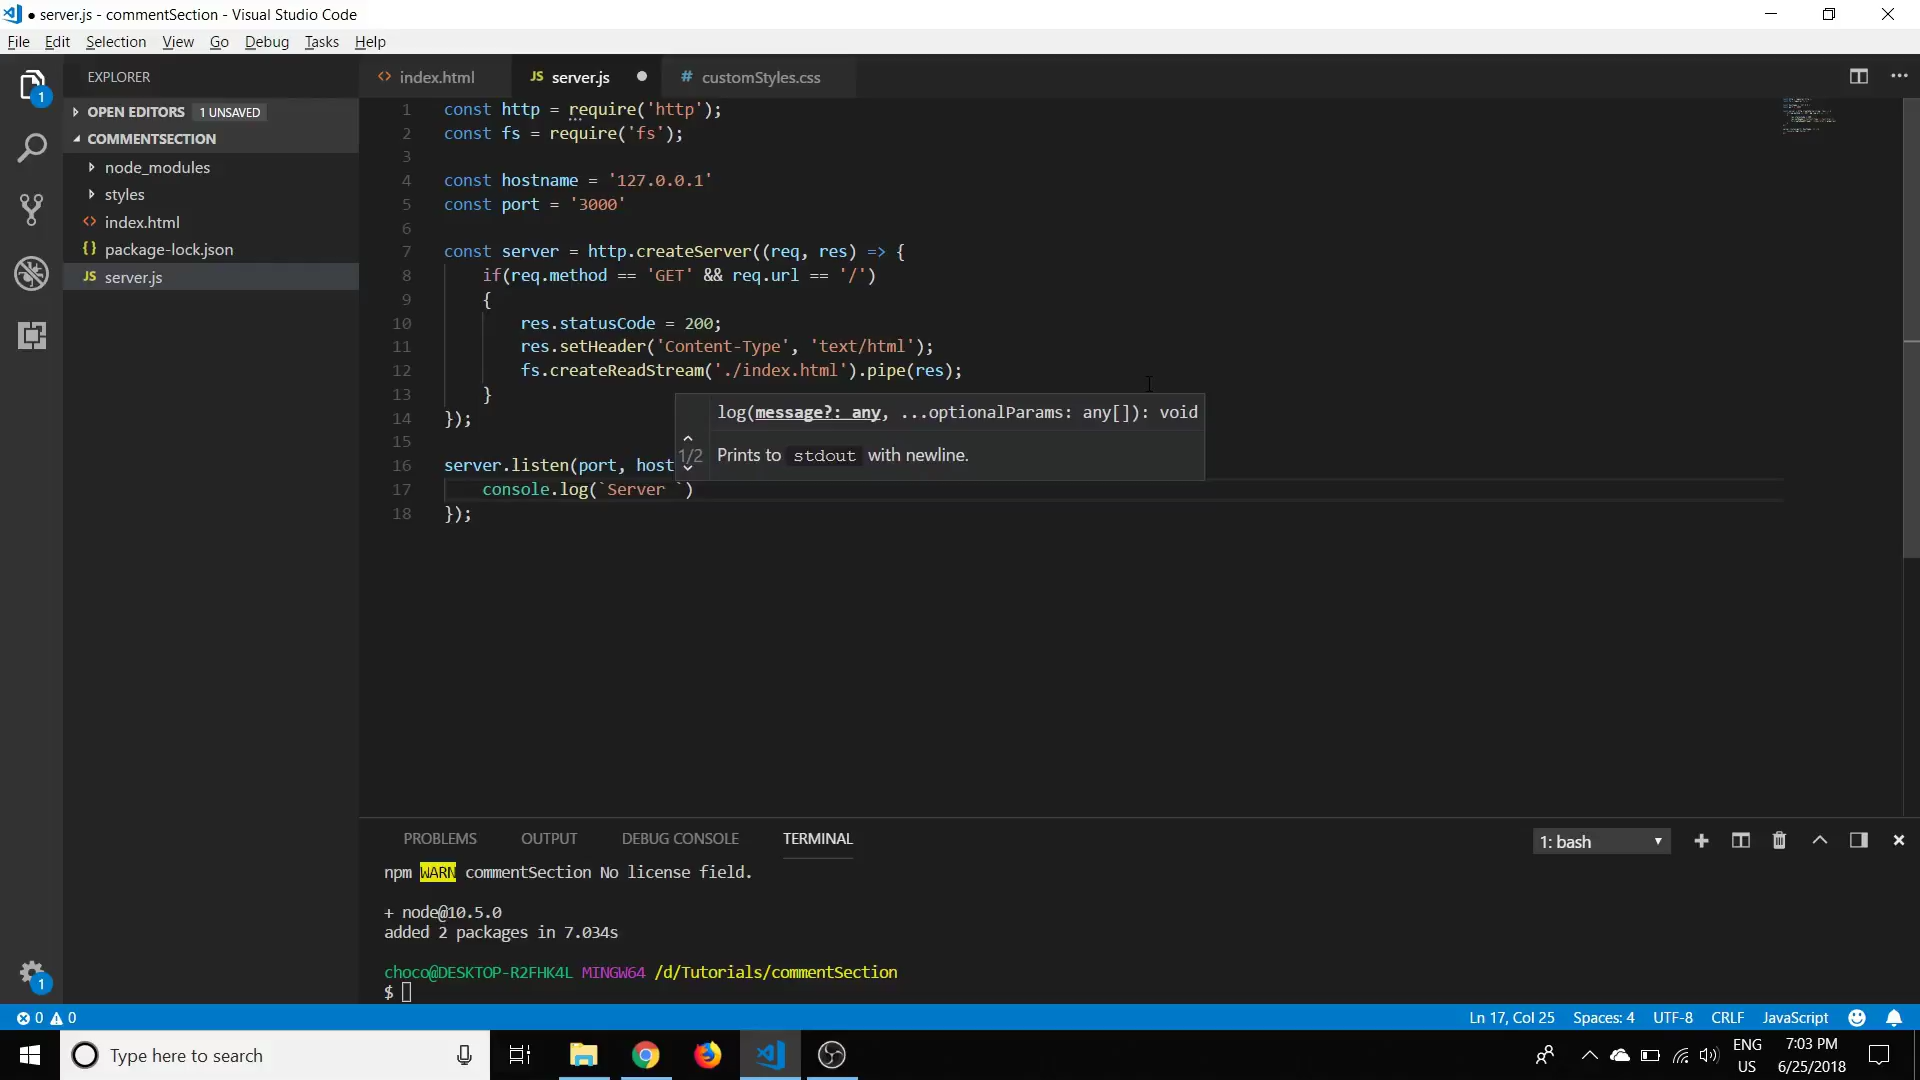 ● server.js - commentSection - Visual Studio Code
File Edit Selection View Go Debug Tasks Help
1
EXPLORER
OPEN EDITORS 1 UNSAVED
COMMENTSECTION
node_modules
styles
<> index.html
{} package-lock.json
JS server.js
1
<> index.html JS server.js ● # customStyles.css ...
1 const http = require('http');
2 const fs = require('fs');
3
4 const hostname = '127.0.0.1'
5 const port = '3000'
6
7 const server = http.createServer((req, res) => {
8 if(req.method == 'GET' && req.url == '/')
9 {
10 res.statusCode = 200;
11 res.setHeader('Content-Type', 'text/html');
12 fs.createReadStream('./index.html').pipe(res);
13 }
14 });
15
16 server.listen(port, host
17 console.log(`Server `)
18 });
log(message?: any, ...optionalParams: any[]): void
1/2 Prints to stdout with newline.
PROBLEMS OUTPUT DEBUG CONSOLE TERMINAL 1: bash
npm WARN commentSection No license field.
+ node@10.5.0
added 2 packages in 7.034s
choco@DESKTOP-R2FHK4L MINGW64 /d/Tutorials/commentSection
$
0 0 Ln 17, Col 25 Spaces: 4 UTF-8 CRLF JavaScript
Type here to search
ENG
US
7:03 PM
6/25/2018